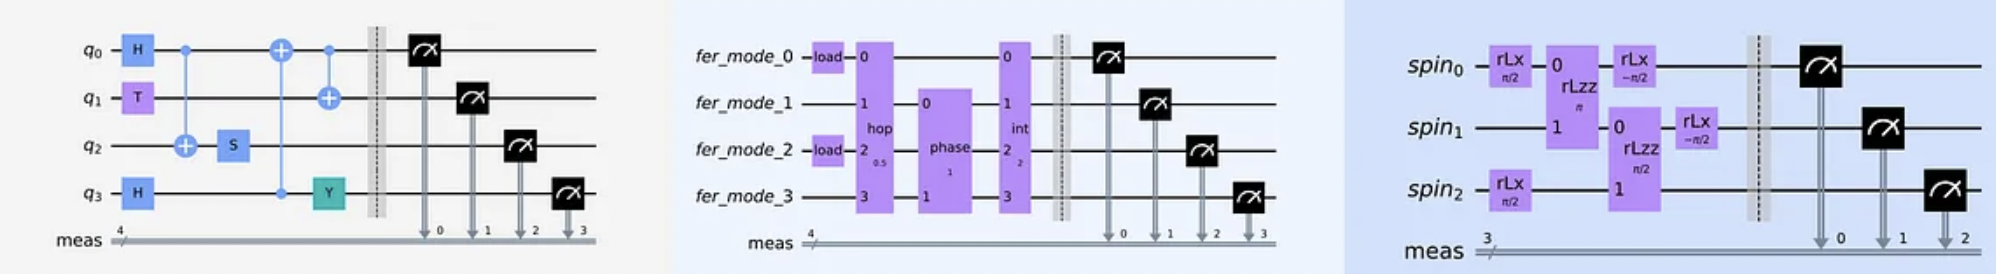 q0 H
q1 T
q2 S
q3 H Y
meas 4 0 1 2 3
fer_mode_0 load 0 0
fer_mode_1 1 0 1
hop phase int
fer_mode_2 load 2 0.5 1 2 2
fer_mode_3 3 1 3
meas 4 0 1 2 3
spin0 rLx π/2 0 rLx −π/2
rLzz π
spin1 1 0 rLx −π/2
rLzz π/2
spin2 rLx π/2 1
meas 3 0 1 2